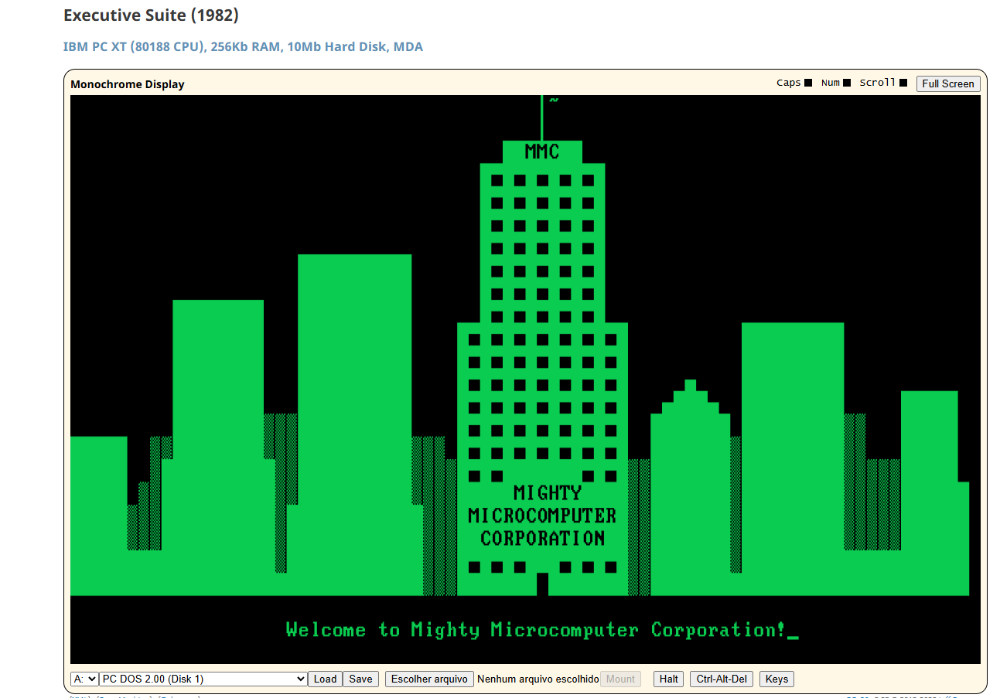 Executive Suite (1982)
IBM PC XT (80188 CPU), 256Kb RAM, 10Mb Hard Disk, MDA
Monochrome Display
Caps Num Scroll Full Screen
MMC
MIGHTY
MICROCOMPUTER
CORPORATION
Welcome to Mighty Microcomputer Corporation!_
A: PC DOS 2.00 (Disk 1) Load Save Escolher arquivo Nenhum arquivo escolhido Mount Halt Ctrl-Alt-Del Keys